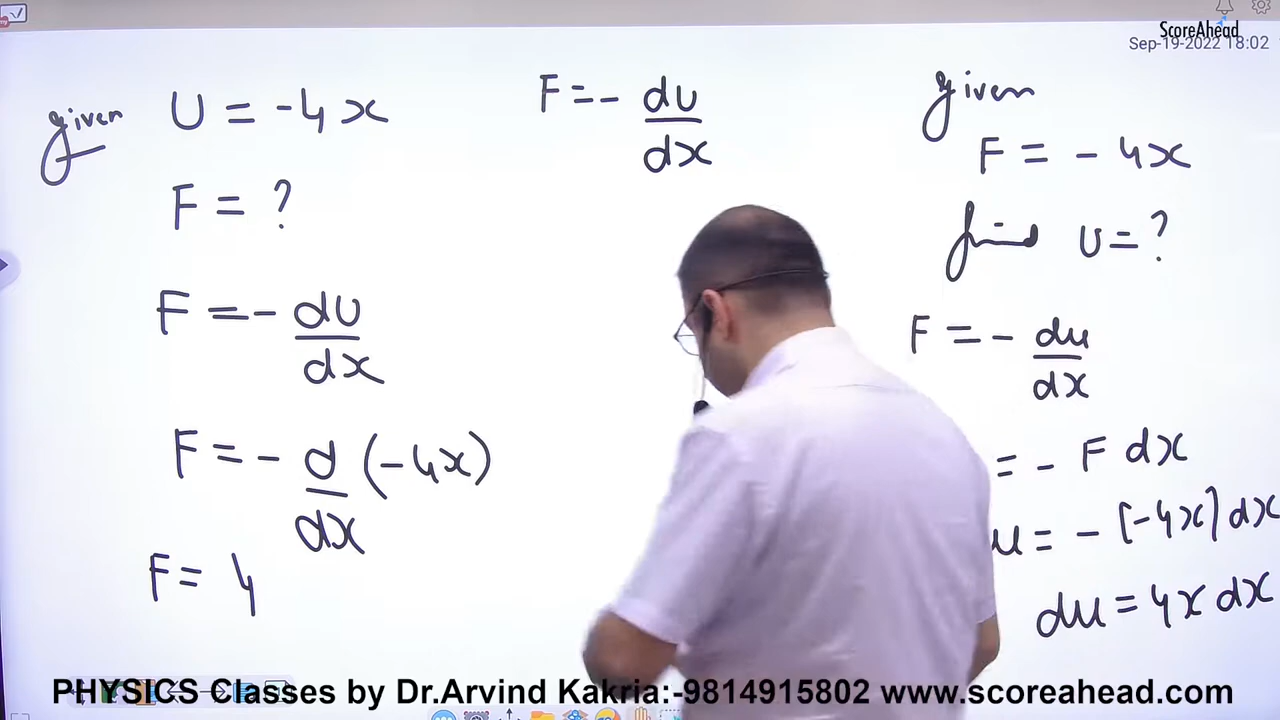 ScoreAhead
Sep-19-2022 18:02
given U = -4x
F = ?
F = - dU
dx
F = - d (-4x)
dx
F = 4
F = - dU
dx
given
F = - 4x
find U = ?
F = - du
dx
= - F dx
u = - [-4x] dx
du = 4x dx
PHYSICS Classes by Dr.Arvind Kakria:-9814915802 www.scoreahead.com